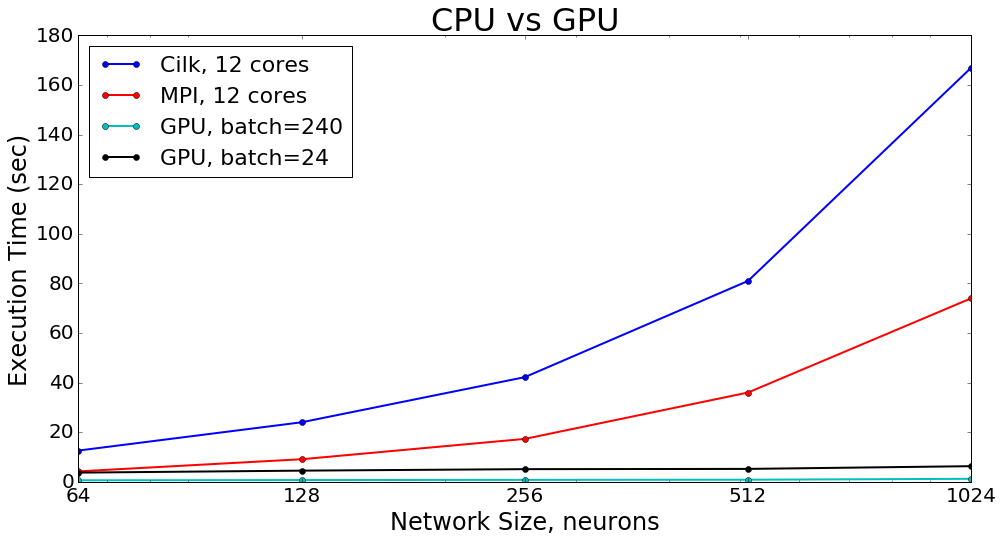 CPU vs GPU
180
160
140
120
100
80
60
40
20
0
Execution Time (sec)
Cilk, 12 cores
MPI, 12 cores
GPU, batch=240
GPU, batch=24
64 128 256 512 1024
Network Size, neurons